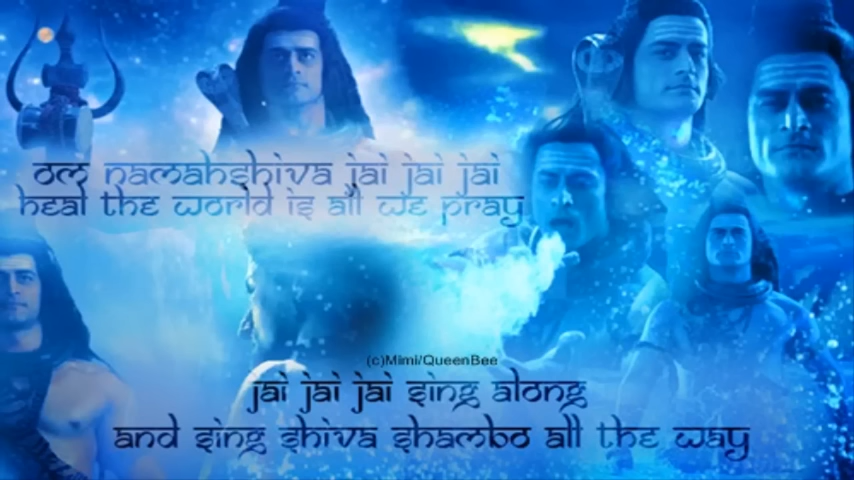 om namahshiva jai jai jai
heal the world is all we pray
(c)Mimi/QueenBee
jai jai jai sing along
and sing shiva shambo all the way